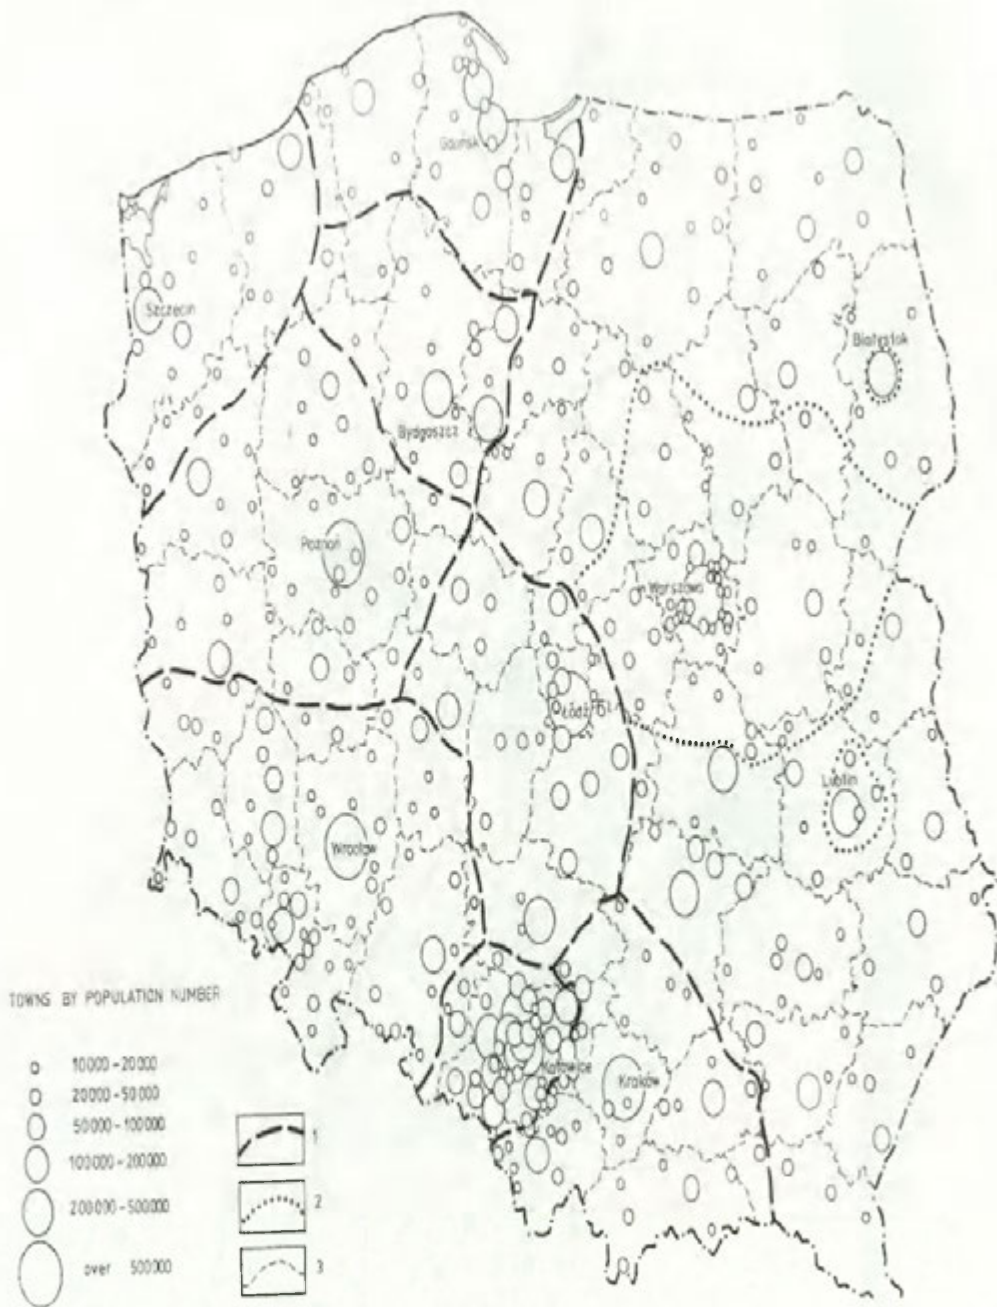 Gdańsk
Szczecin
Białystok
Bydgoszcz
Poznań
Warszawa
Łódź
Lublin
Wrocław
Katowice
Kraków
TOWNS BY POPULATION NUMBER
10000-20000
20000-50000
50000-100000
100000-200000
200000-500000
over 500000
1
2
3